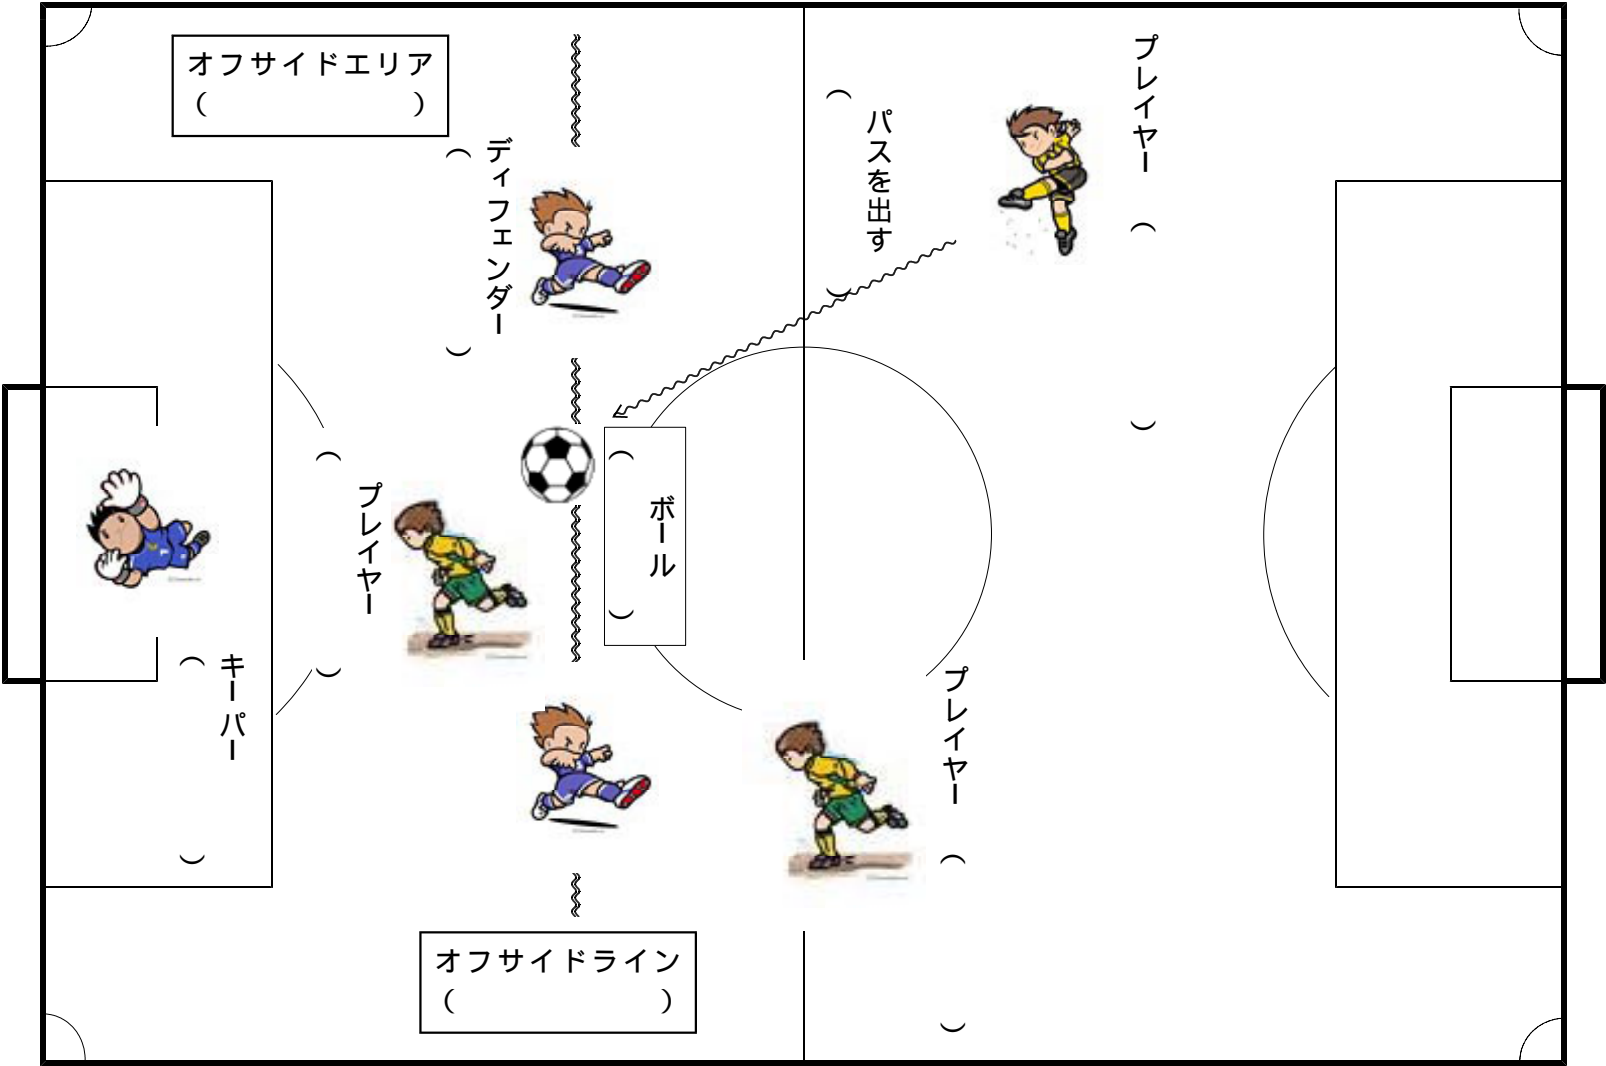 オフサイドエリア
（　　　　　　　）
ディフェンダー
（　　　　　　　）
パスを出す
（　　　　　　　）
プレイヤー
（　　　　　　　）
プレイヤー
（　　　　　　　）
ボール
（　　　　　　　）
キーパー
（　　　　　　　）
プレイヤー
（　　　　　　　）
オフサイドライン
（　　　　　　　）